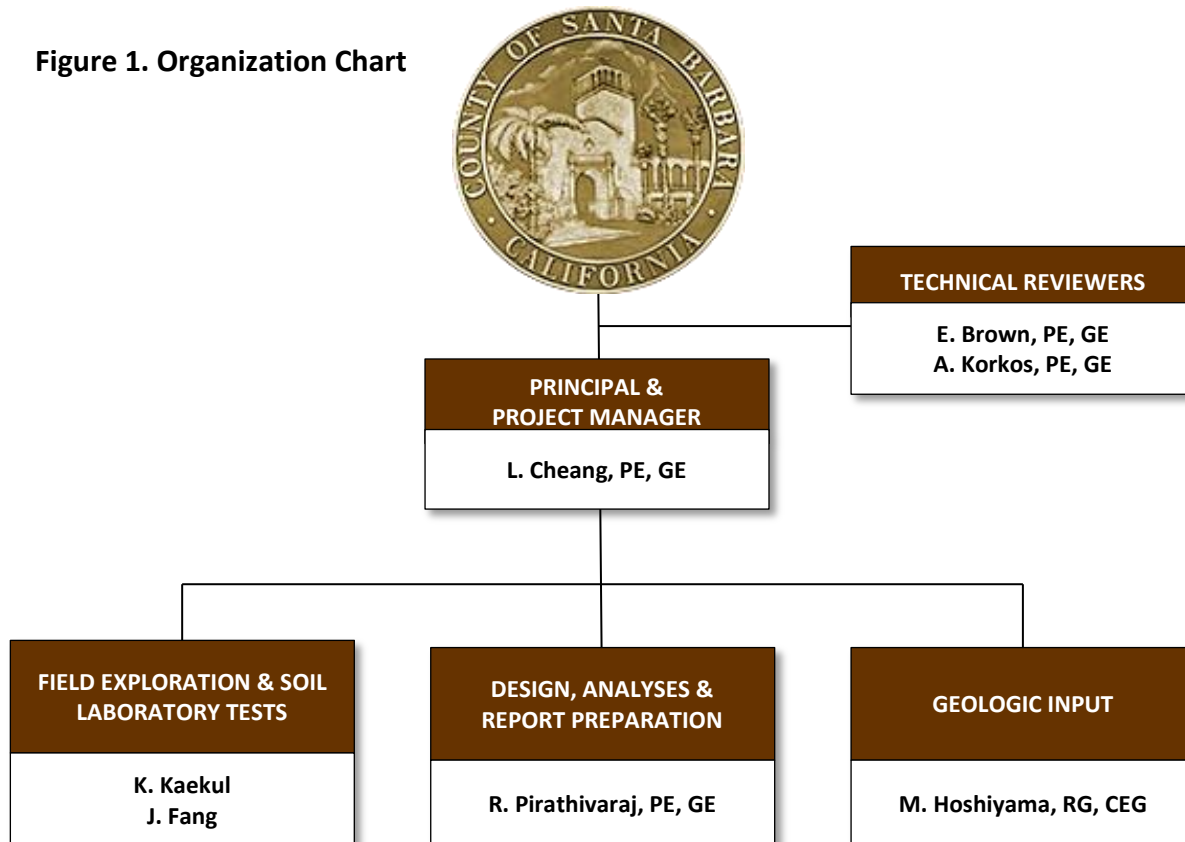 Figure 1. Organization Chart
COUNTY OF SANTA BARBARA
CALIFORNIA
TECHNICAL REVIEWERS
E. Brown, PE, GE
A. Korkos, PE, GE
PRINCIPAL &
PROJECT MANAGER
L. Cheang, PE, GE
FIELD EXPLORATION & SOIL
LABORATORY TESTS
K. Kaekul
J. Fang
DESIGN, ANALYSES &
REPORT PREPARATION
R. Pirathivaraj, PE, GE
GEOLOGIC INPUT
M. Hoshiyama, RG, CEG